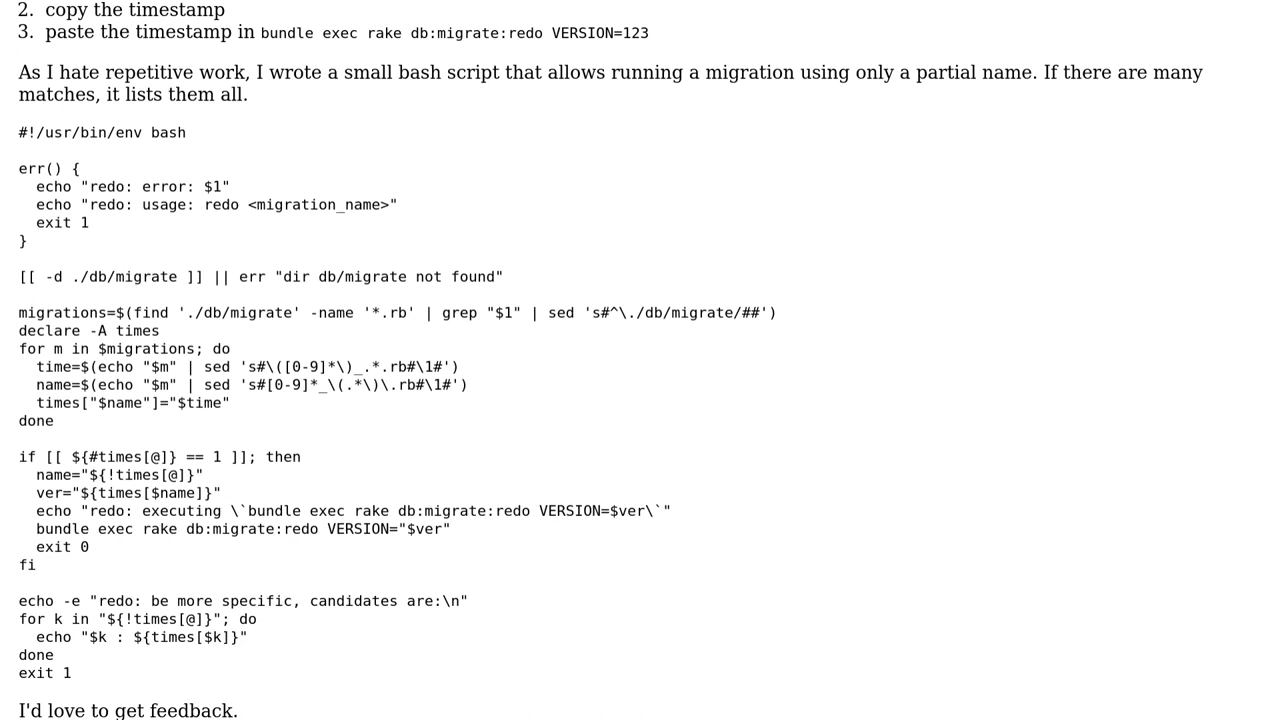 2. copy the timestamp
3. paste the timestamp in bundle exec rake db:migrate:redo VERSION=123
As I hate repetitive work, I wrote a small bash script that allows running a migration using only a partial name. If there are many
matches, it lists them all.
#!/usr/bin/env bash
err() {
  echo "redo: error: $1"
  echo "redo: usage: redo <migration_name>"
  exit 1
}
[[ -d ./db/migrate ]] || err "dir db/migrate not found"
migrations=$(find './db/migrate' -name '*.rb' | grep "$1" | sed 's#^\./db/migrate/##')
declare -A times
for m in $migrations; do
  time=$(echo "$m" | sed 's#\([0-9]*\)_.*.rb#\1#')
  name=$(echo "$m" | sed 's#[0-9]*_\(.*\)\.rb#\1#')
  times["$name"]="$time"
done
if [[ ${#times[@]} == 1 ]]; then
  name="${!times[@]}"
  ver="${times[$name]}"
  echo "redo: executing \`bundle exec rake db:migrate:redo VERSION=$ver\`"
  bundle exec rake db:migrate:redo VERSION="$ver"
  exit 0
fi
echo -e "redo: be more specific, candidates are:\n"
for k in "${!times[@]}"; do
  echo "$k : ${times[$k]}"
done
exit 1
I'd love to get feedback.